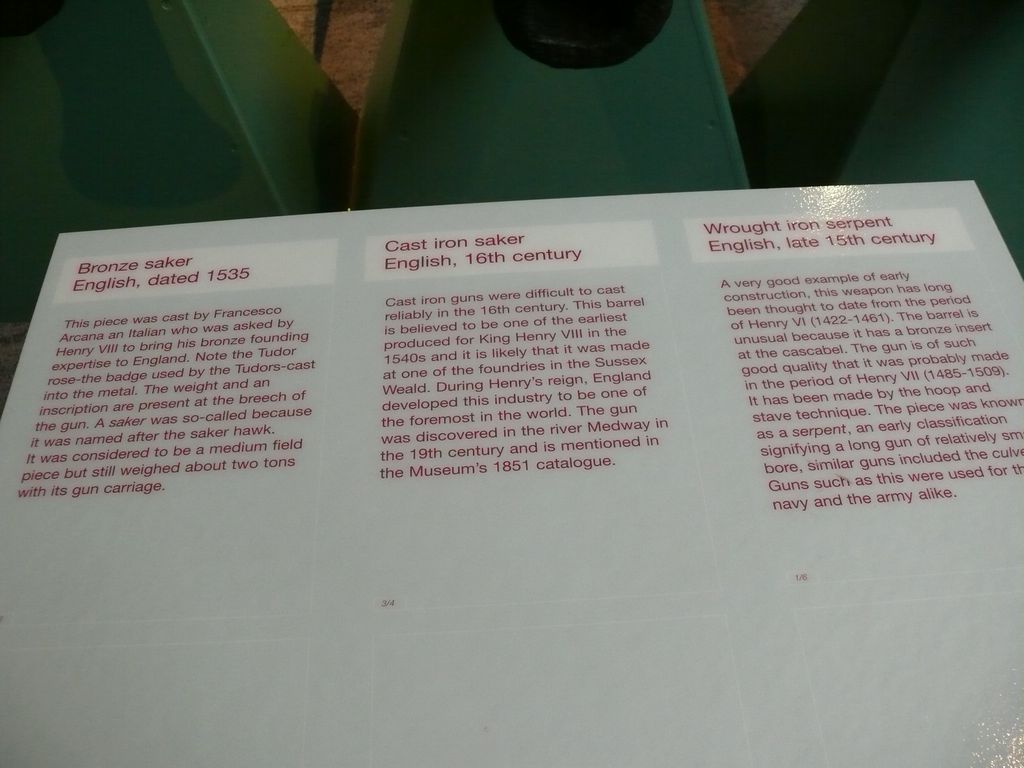 Bronze saker
English, dated 1535
This piece was cast by Francesco
Arcana an Italian who was asked by
Henry VIII to bring his bronze founding
expertise to England. Note the Tudor
rose-the badge used by the Tudors-cast
into the metal. The weight and an
inscription are present at the breech of
the gun. A saker was so-called because
it was named after the saker hawk.
It was considered to be a medium field
piece but still weighed about two tons
with its gun carriage.
Cast iron saker
English, 16th century
Cast iron guns were difficult to cast
reliably in the 16th century. This barrel
is believed to be one of the earliest
produced for King Henry VIII in the
1540s and it is likely that it was made
at one of the foundries in the Sussex
Weald. During Henry's reign, England
developed this industry to be one of
the foremost in the world. The gun
was discovered in the river Medway in
the 19th century and is mentioned in
the Museum's 1851 catalogue.
3/4
Wrought iron serpent
English, late 15th century
A very good example of early
construction, this weapon has long
been thought to date from the period
of Henry VI (1422-1461). The barrel is
unusual because it has a bronze insert
at the cascabel. The gun is of such
good quality that it was probably made
in the period of Henry VII (1485-1509).
It has been made by the hoop and
stave technique. The piece was known
as a serpent, an early classification
signifying a long gun of relatively sm
bore, similar guns included the culve
Guns such as this were used for th
navy and the army alike.
1/6